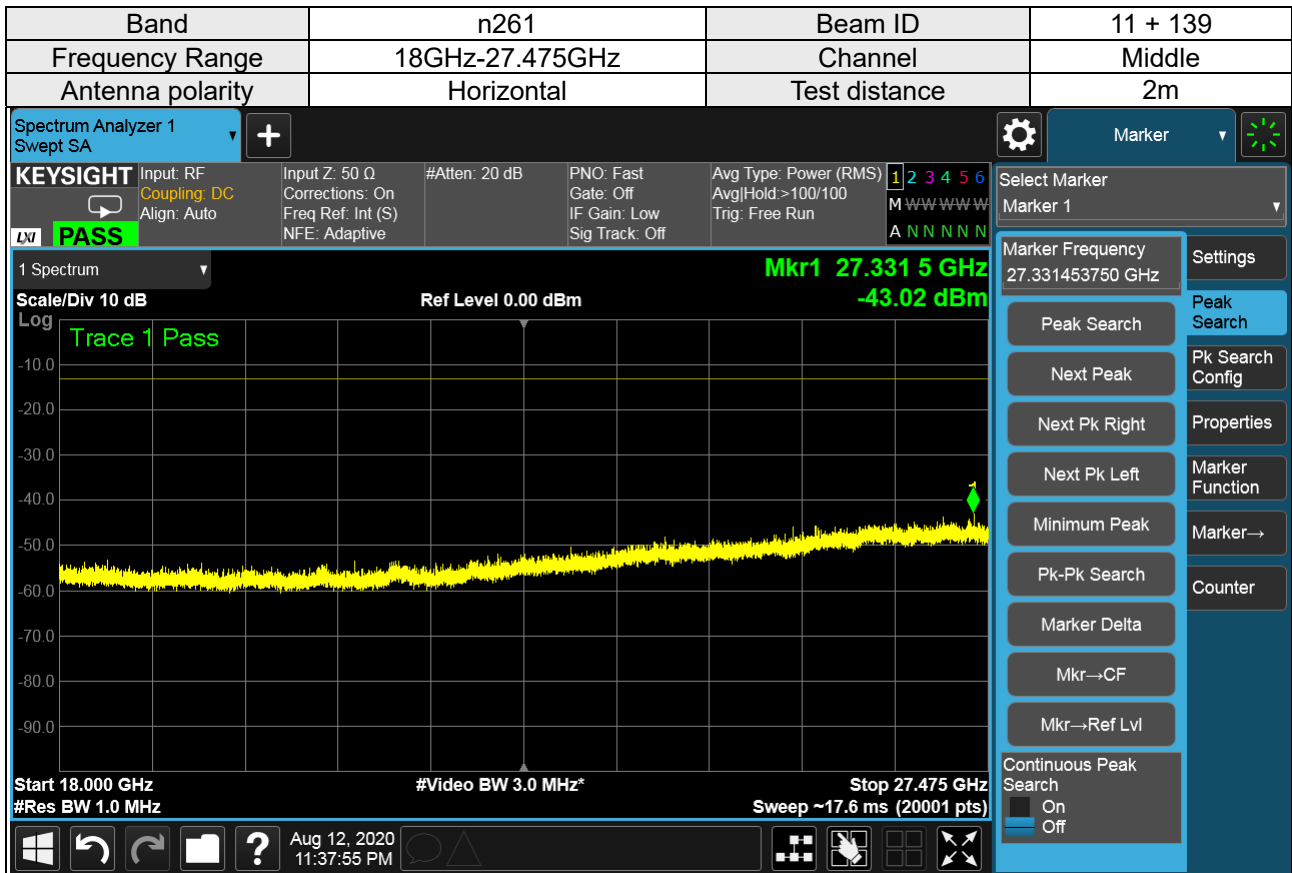 Band n261 Beam ID 11 + 139
Frequency Range 18GHz-27.475GHz Channel Middle
Antenna polarity Horizontal Test distance 2m
Spectrum Analyzer 1
Swept SA
+
Marker
KEYSIGHT
LXI PASS
Input: RF
Coupling: DC
Align: Auto
Input Z: 50 Ω
Corrections: On
Freq Ref: Int (S)
NFE: Adaptive
#Atten: 20 dB
PNO: Fast
Gate: Off
IF Gain: Low
Sig Track: Off
Avg Type: Power (RMS)
Avg|Hold:>100/100
Trig: Free Run
1 2 3 4 5 6
M W W W W W
A N N N N N
Select Marker
Marker 1
1 Spectrum
Mkr1 27.331 5 GHz
Scale/Div 10 dB Ref Level 0.00 dBm -43.02 dBm
Log
Trace 1 Pass
-10.0
-20.0
-30.0
-40.0
-50.0
-60.0
-70.0
-80.0
-90.0
1
Start 18.000 GHz #Video BW 3.0 MHz* Stop 27.475 GHz
#Res BW 1.0 MHz Sweep ~17.6 ms (20001 pts)
Marker Frequency
27.331453750 GHz
Peak Search
Next Peak
Next Pk Right
Next Pk Left
Minimum Peak
Pk-Pk Search
Marker Delta
Mkr→CF
Mkr→Ref Lvl
Continuous Peak
Search
On
Off
Settings
Peak
Search
Pk Search
Config
Properties
Marker
Function
Marker→
Counter
?
Aug 12, 2020
11:37:55 PM